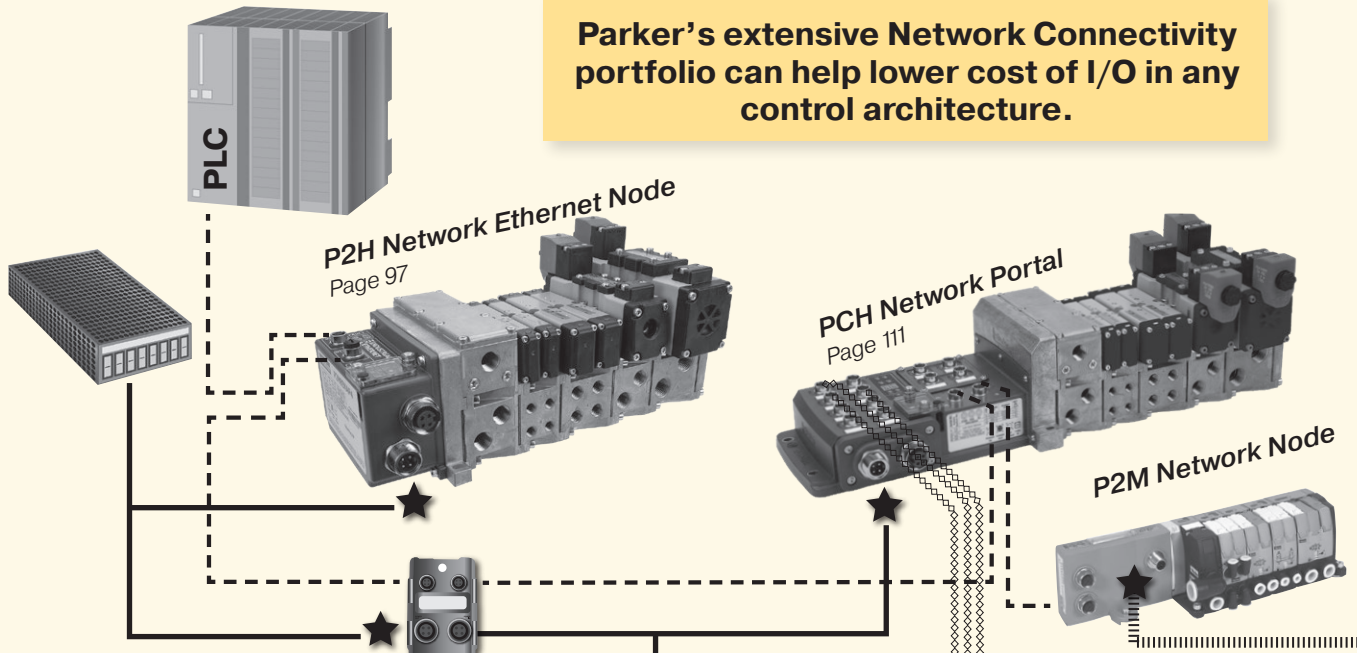 Parker's extensive Network Connectivity
portfolio can help lower cost of I/O in any
control architecture.
PLC
P2H Network Ethernet Node
Page 97
PCH Network Portal
Page 111
P2M Network Node